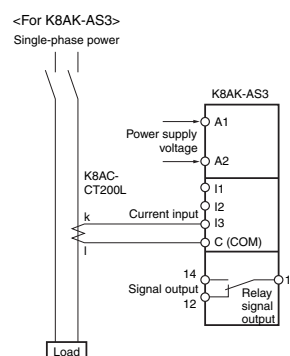 <For K8AK-AS3>
Single-phase power
K8AK-AS3
A1
Power supply
voltage
A2
K8AC-
CT200L
I1
I2
k
Current input
I3
l
C (COM)
14
Signal output
12
1
Relay
signal
output
Load